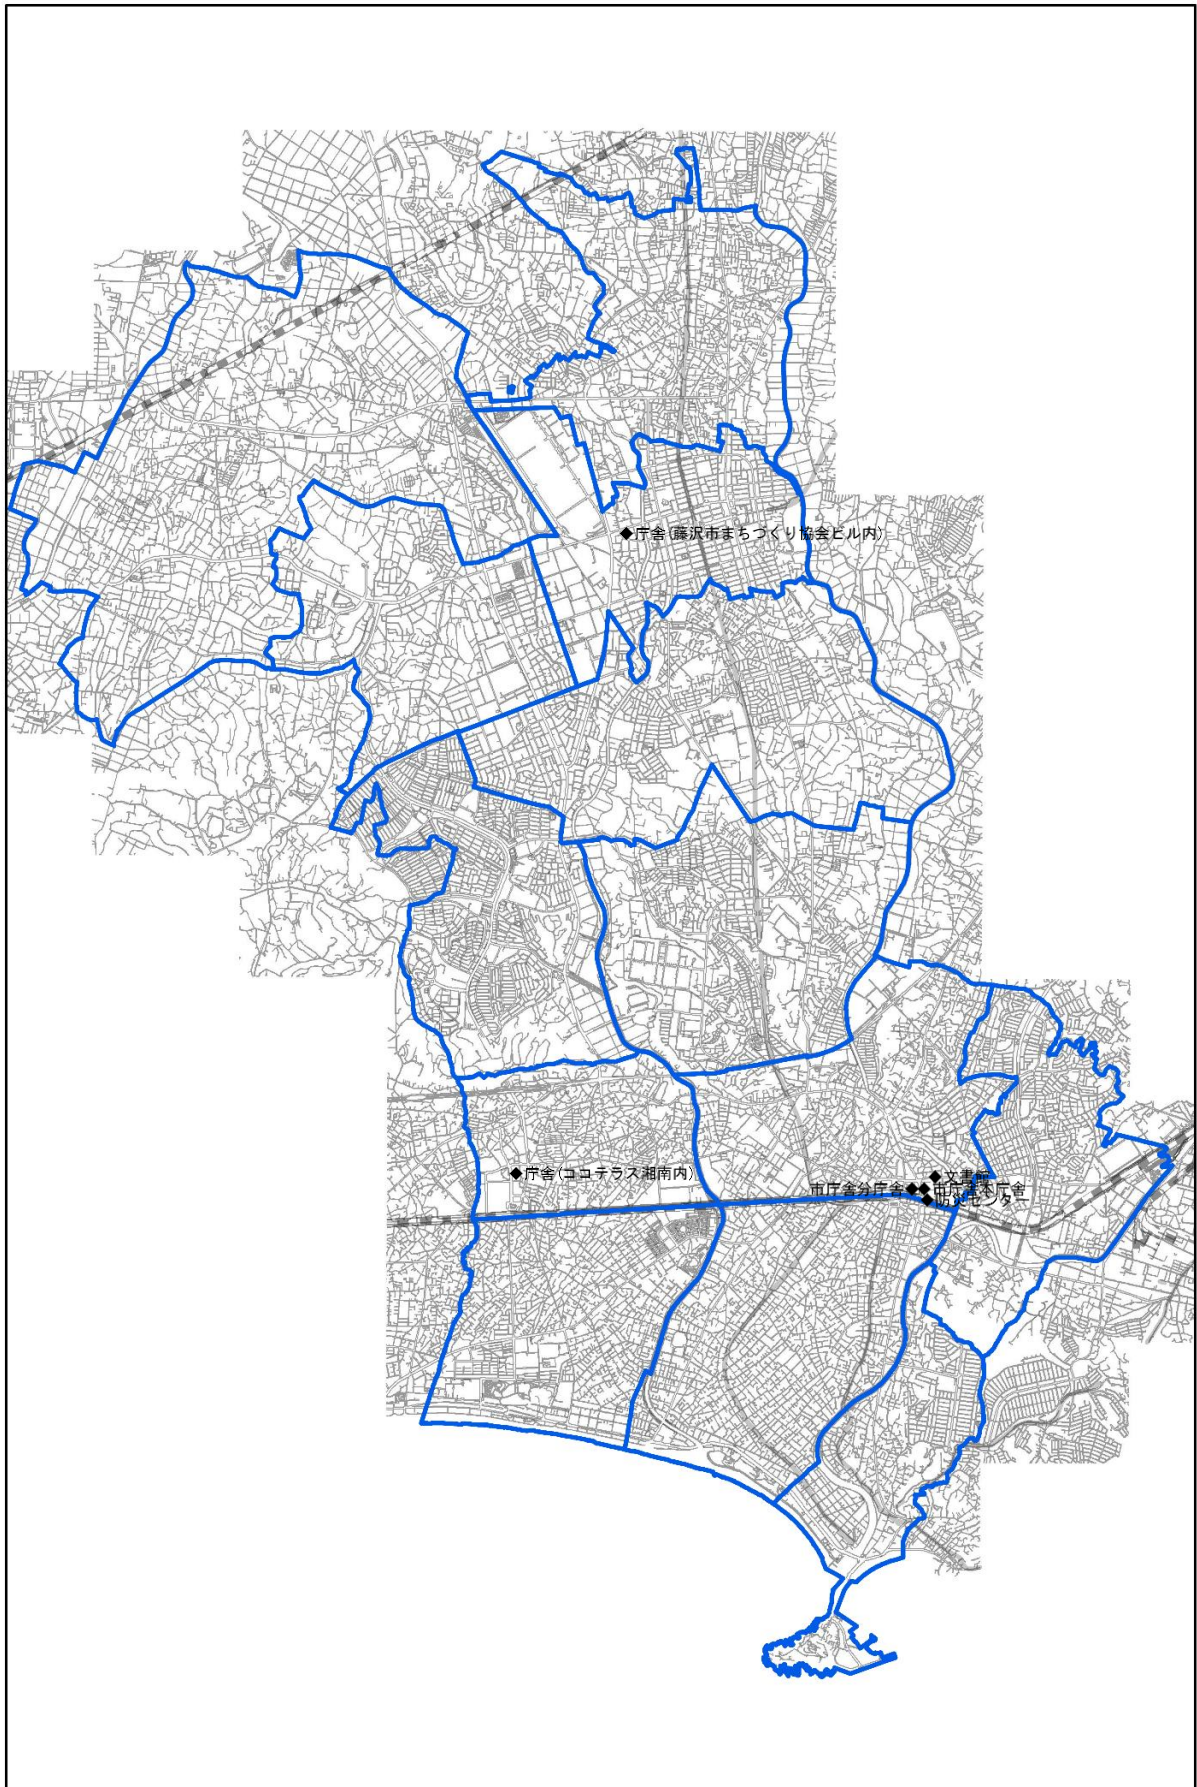 ◆庁舎(藤沢市まちづくり協会ビル内)
◆庁舎(ココテラス湘南内)
◆文書館
市庁舎分庁舎◆◆市庁舎本庁舎
◆防災センター